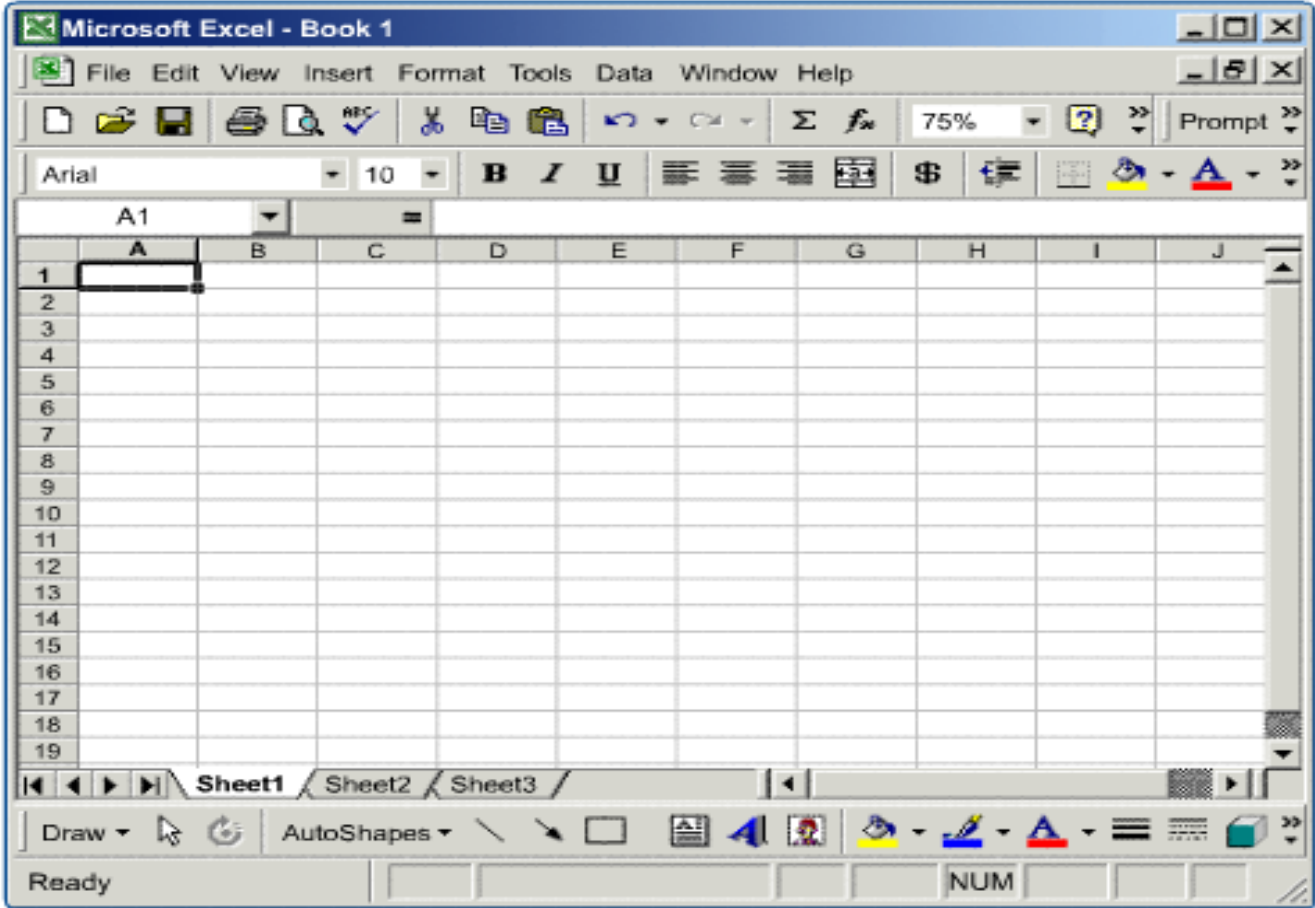 Microsoft Excel - Book 1
File Edit View Insert Format Tools Data Window Help
ABC Σ fx 75% ? Prompt
Arial 10 B I U $ A
A1 =
A B C D E F G H I J
1
2
3
4
5
6
7
8
9
10
11
12
13
14
15
16
17
18
19
Sheet1 Sheet2 Sheet3
Draw AutoShapes A A A
Ready NUM